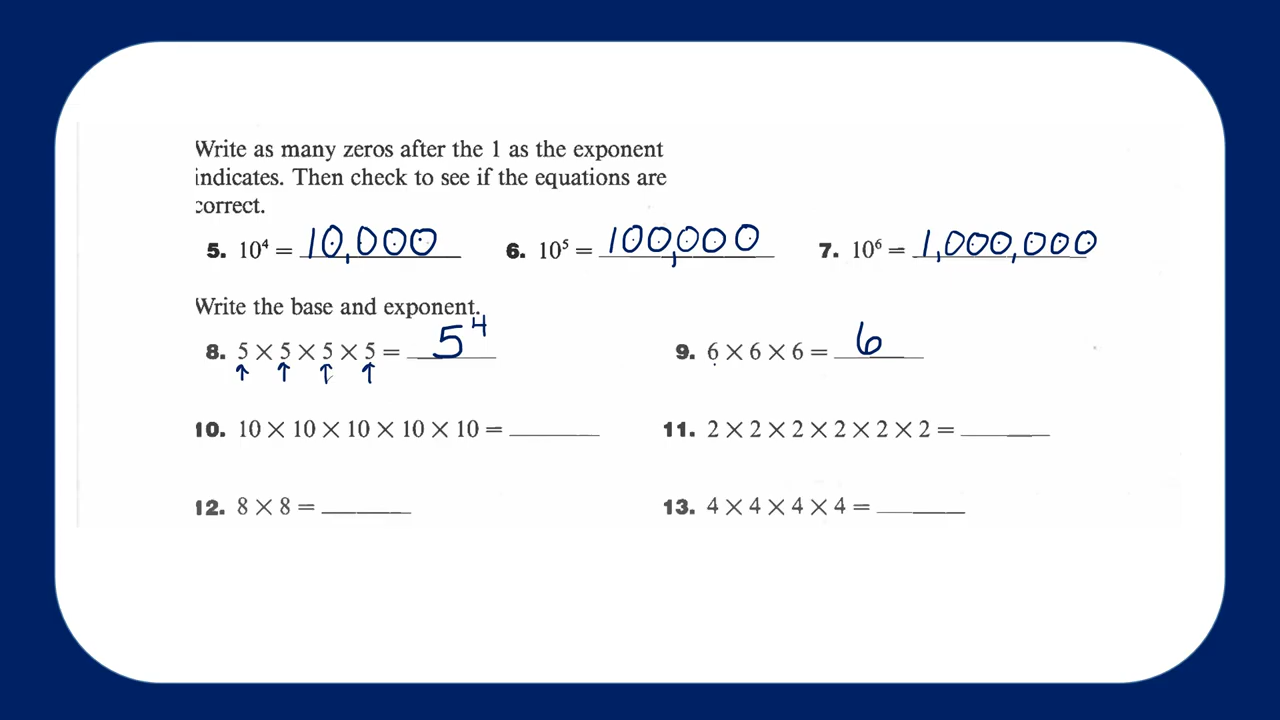 Write as many zeros after the 1 as the exponent
indicates. Then check to see if the equations are
correct.
5. 10⁴ = 10,000 6. 10⁵ = 100,000 7. 10⁶ = 1,000,000
Write the base and exponent.
8. 5 × 5 × 5 × 5 = 5⁴ 9. 6 × 6 × 6 = 6
10. 10 × 10 × 10 × 10 × 10 = 11. 2 × 2 × 2 × 2 × 2 × 2 =
12. 8 × 8 = 13. 4 × 4 × 4 × 4 =